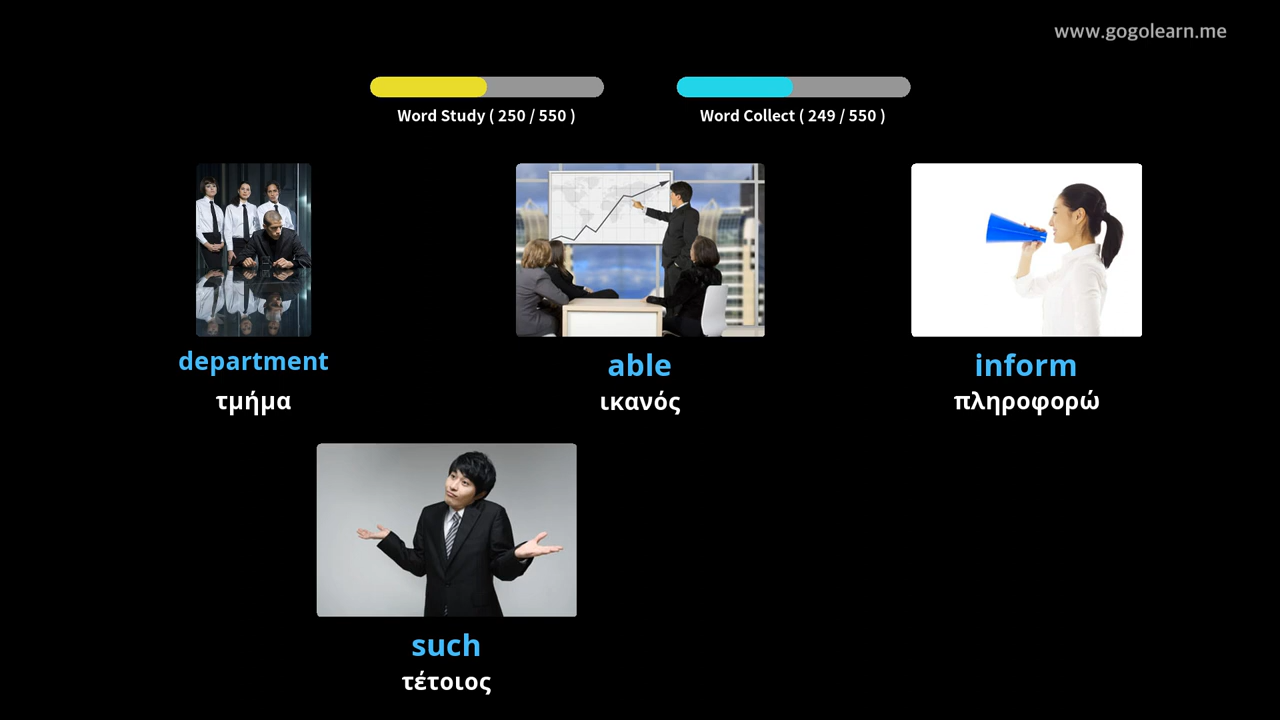 www.gogolearn.me
Word Study ( 250 / 550 )
Word Collect ( 249 / 550 )
department
τμήμα
able
ικανός
inform
πληροφορώ
such
τέτοιος